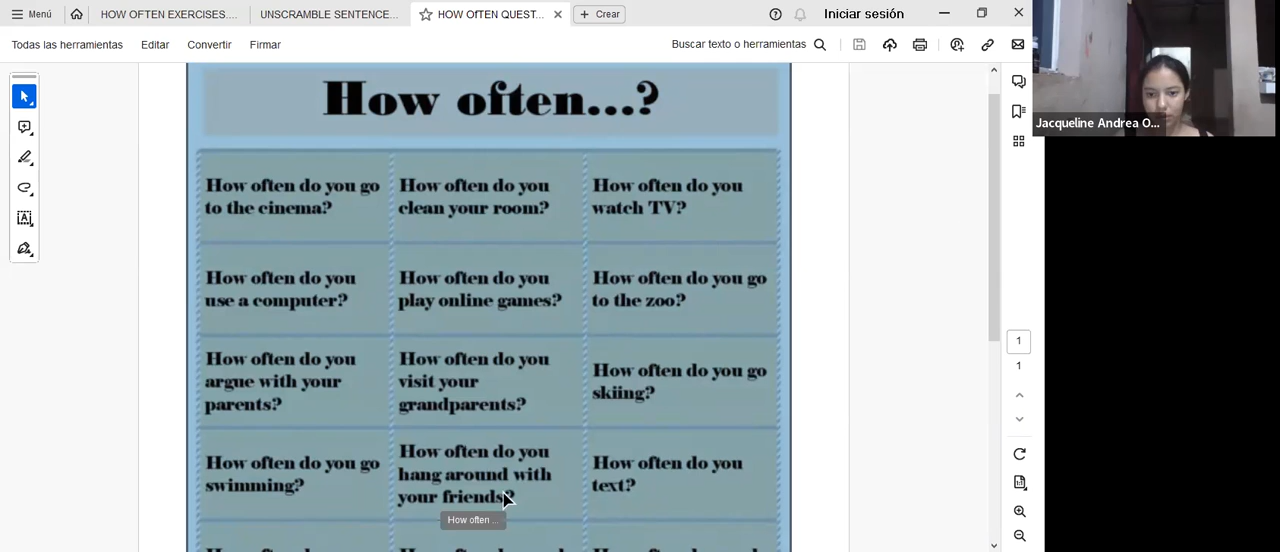 Menú
HOW OFTEN EXERCISES....
UNSCRAMBLE SENTENCE...
HOW OFTEN QUEST...
Crear
Iniciar sesión
Todas las herramientas
Editar
Convertir
Firmar
Buscar texto o herramientas
Jacqueline Andrea O...
How often...?
How often do you go
to the cinema?
How often do you
clean your room?
How often do you
watch TV?
How often do you
use a computer?
How often do you
play online games?
How often do you go
to the zoo?
How often do you
argue with your
parents?
How often do you
visit your
grandparents?
How often do you go
skiing?
How often do you go
swimming?
How often do you
hang around with
your friends?
How often do you
text?
How often ...
1
1